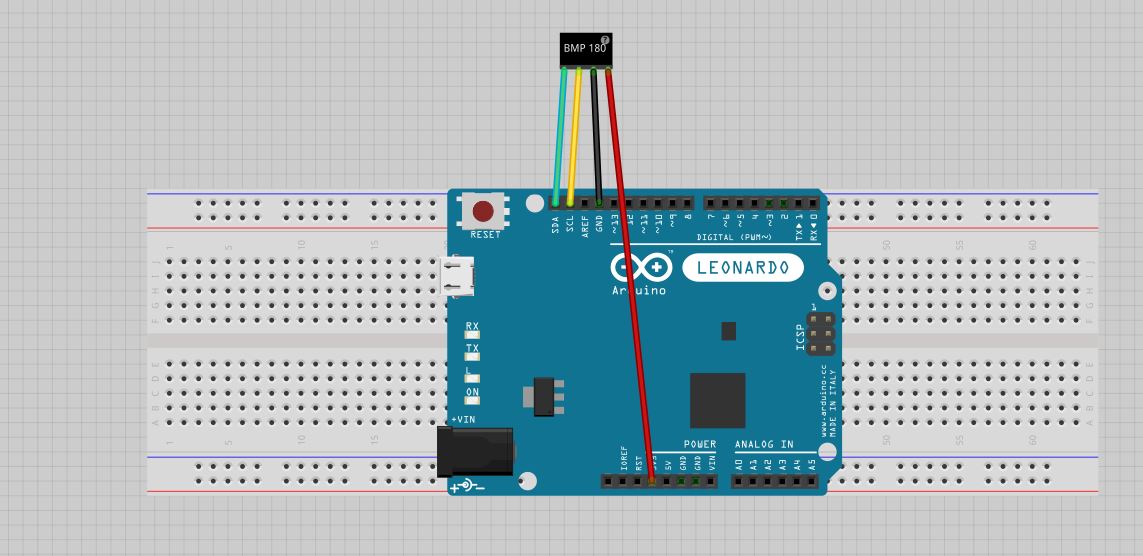 ?
BMP 180
SDA
SCL
AREF
GND
~13
12
~11
~10
~9
8
7
~6
~5
4
~3
2
TX▶ 1
RX◀ 0
RESET
DIGITAL (PWM~)
LEONARDO
Arduino
1
ICSP
RX
TX
L
ON
+VIN
www.arduino.cc
MADE IN ITALY
POWER
ANALOG IN
IOREF
RST
5V
GND
GND
VIN
A0
A1
A2
A3
A4
A5
+ -
1
5
10
15
50
55
60
J
I
H
G
F
E
D
C
B
A
1
5
10
15
50
55
60